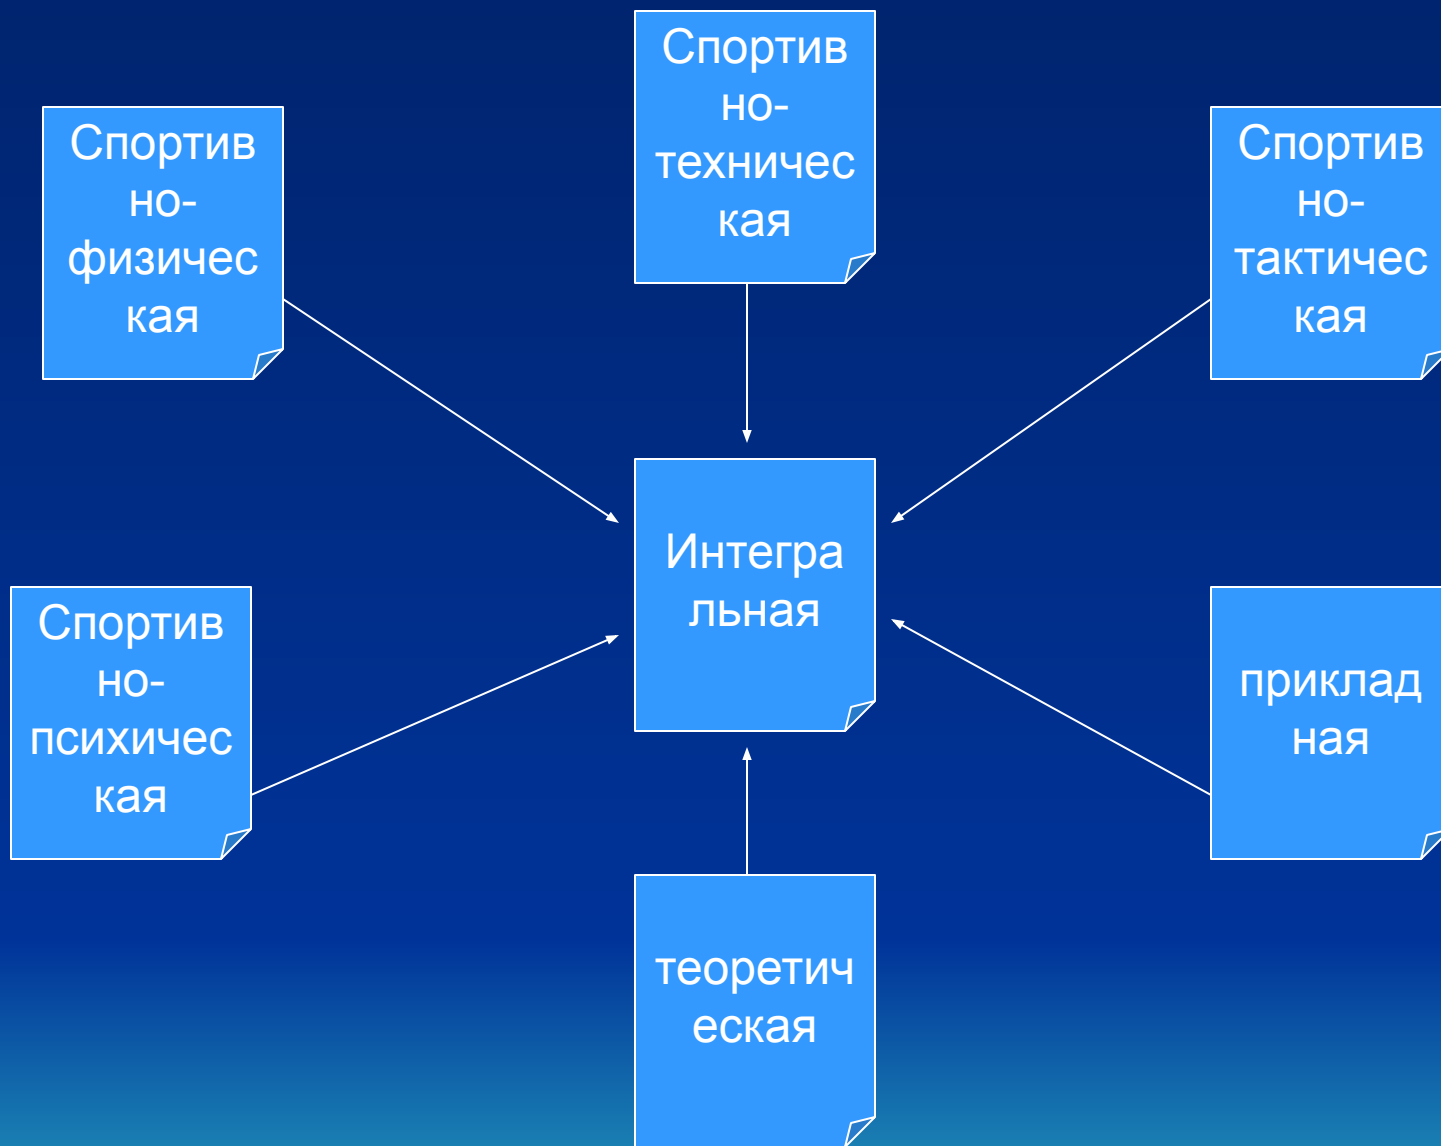 Спортив
но-
техничес
кая
Спортив
но-
физичес
кая
Спортив
но-
тактичес
кая
Интегра
льная
Спортив
но-
психичес
кая
приклад
ная
теоретич
еская